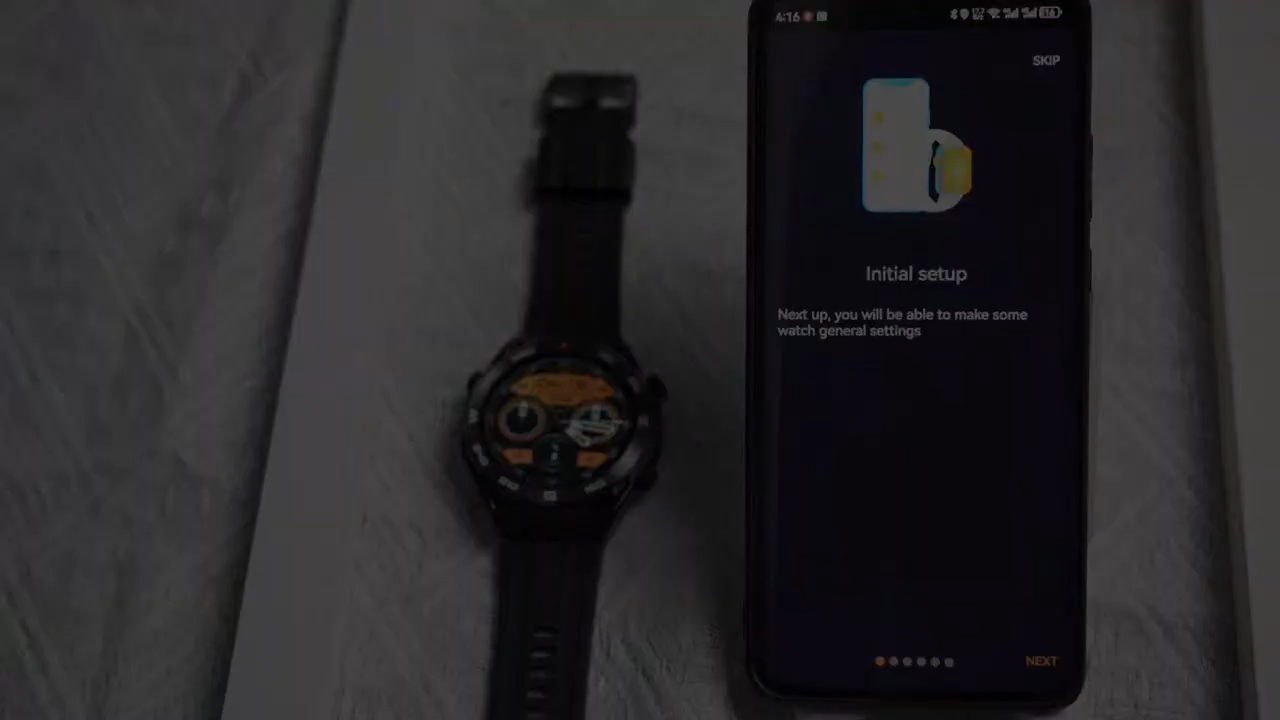 4:16
SKIP
Initial setup
Next up, you will be able to make some
watch general settings
NEXT